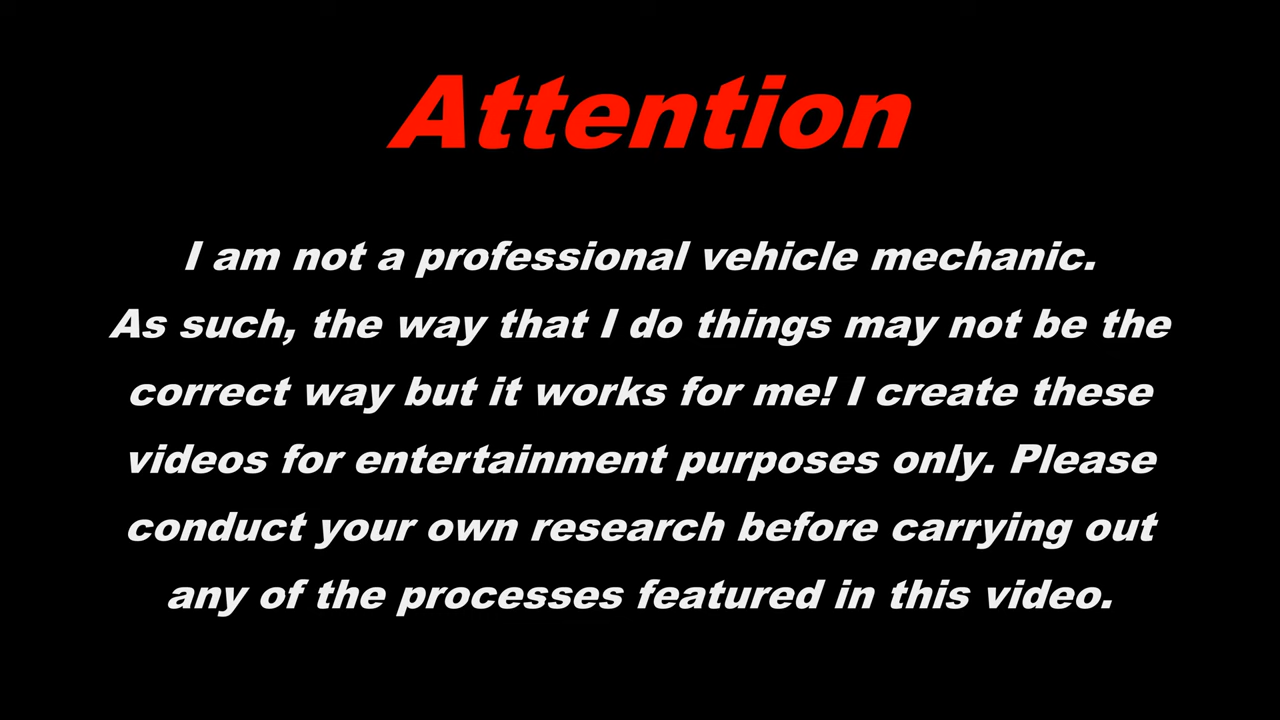 Attention
I am not a professional vehicle mechanic.
As such, the way that I do things may not be the
correct way but it works for me! I create these
videos for entertainment purposes only. Please
conduct your own research before carrying out
any of the processes featured in this video.